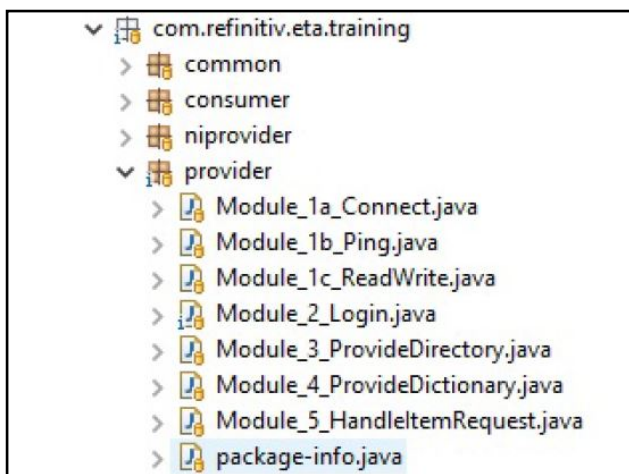 com.refinitiv.eta.training
common
consumer
niprovider
provider
Module_1a_Connect.java
Module_1b_Ping.java
Module_1c_ReadWrite.java
Module_2_Login.java
Module_3_ProvideDirectory.java
Module_4_ProvideDictionary.java
Module_5_HandleItemRequest.java
package-info.java